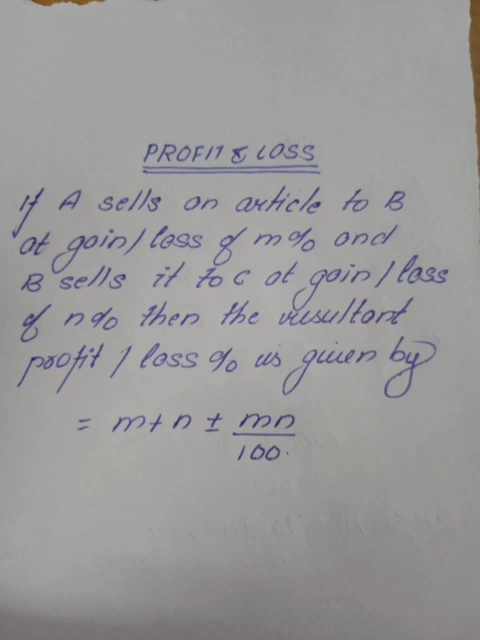 PROFIT & LOSS
If A sells an article to B
at gain/loss of m% and
B sells it to C at gain/loss
of n% then the resultant
profit/loss % is given by
= m+n ± mn
100.